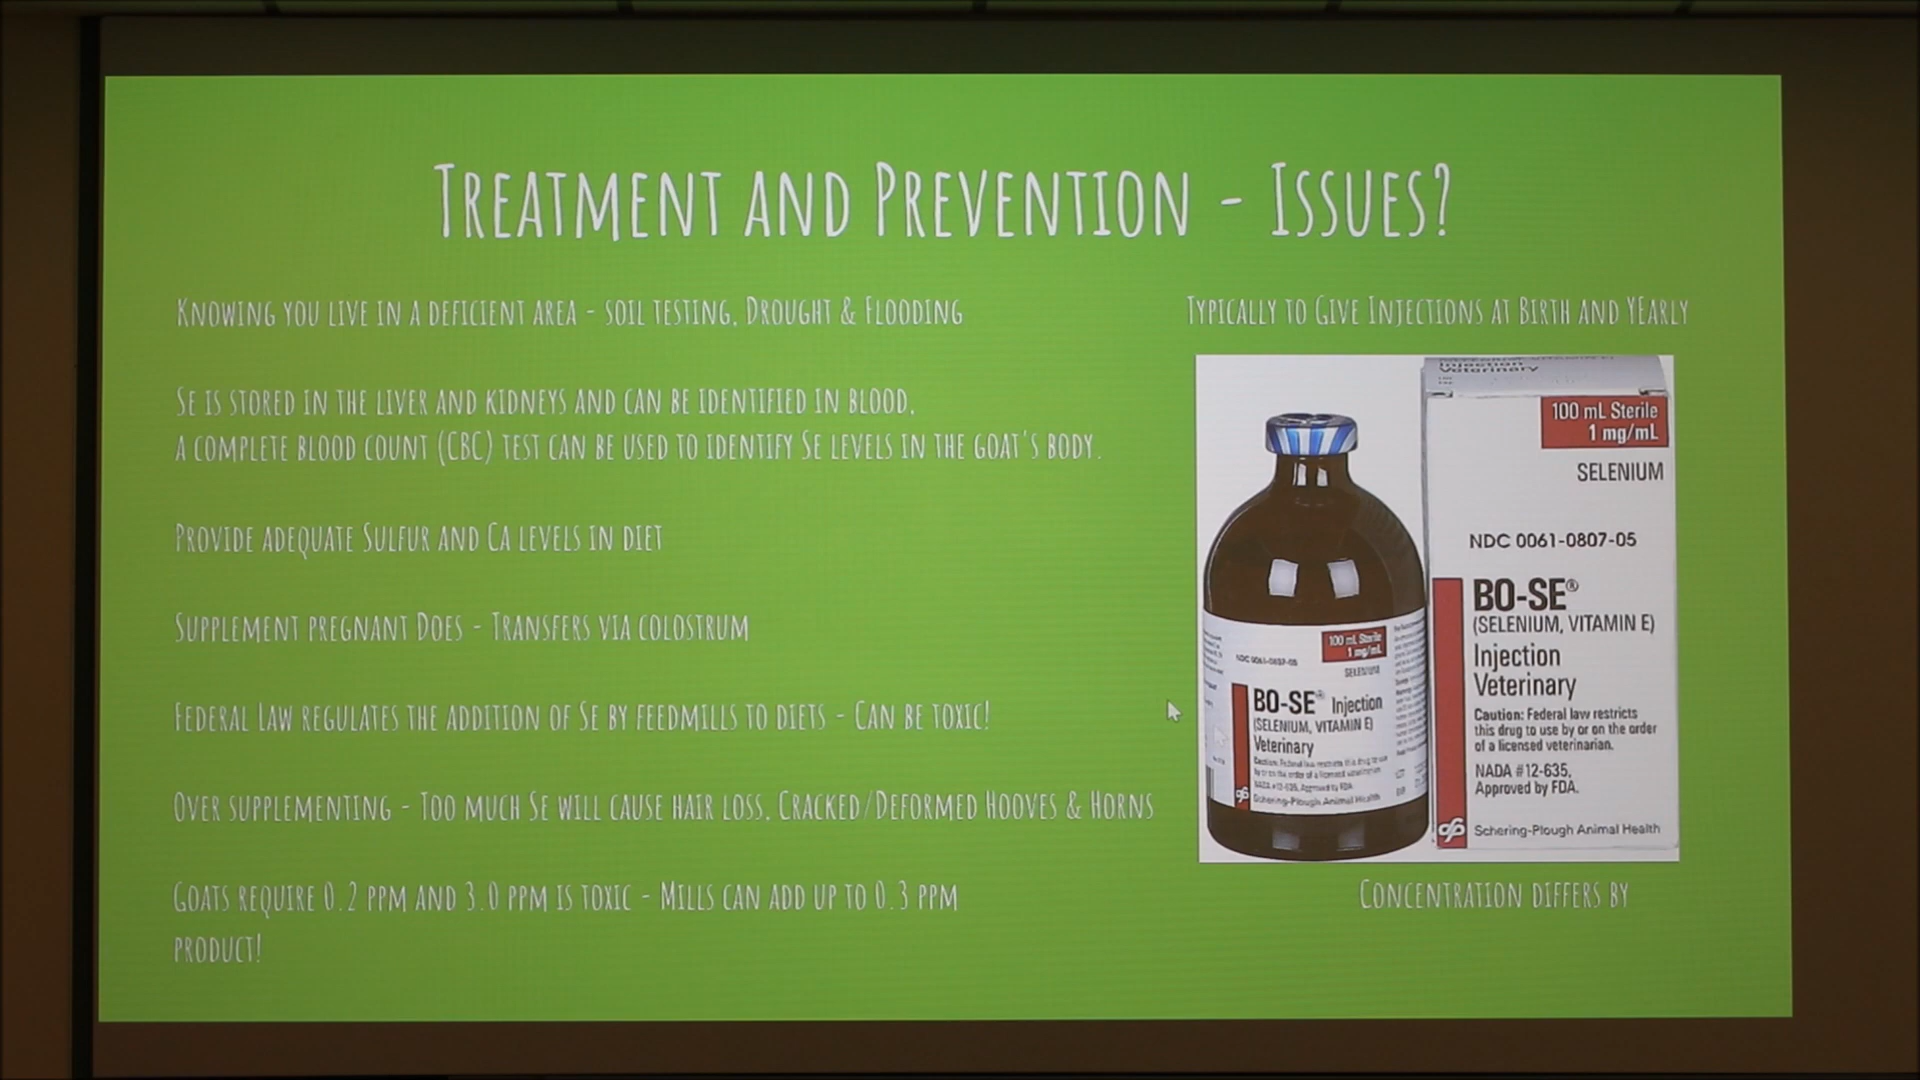 TREATMENT AND PREVENTION - ISSUES?
KNOWING YOU LIVE IN A DEFICIENT AREA - SOIL TESTING, DROUGHT & FLOODING
SE IS STORED IN THE LIVER AND KIDNEYS AND CAN BE IDENTIFIED IN BLOOD.
A COMPLETE BLOOD COUNT (CBC) TEST CAN BE USED TO IDENTIFY SE LEVELS IN THE GOAT'S BODY.
PROVIDE ADEQUATE SULFUR AND CA LEVELS IN DIET
SUPPLEMENT PREGNANT DOES - TRANSFERS VIA COLOSTRUM
FEDERAL LAW REGULATES THE ADDITION OF SE BY FEEDMILLS TO DIETS - CAN BE TOXIC!
OVER SUPPLEMENTING - TOO MUCH SE WILL CAUSE HAIR LOSS, CRACKED/DEFORMED HOOVES & HORNS
GOATS REQUIRE 0.2 PPM AND 3.0 PPM IS TOXIC - MILLS CAN ADD UP TO 0.3 PPM
PRODUCT!
TYPICALLY TO GIVE INJECTIONS AT BIRTH AND YEARLY
100 mL Sterile
1 mg/mL
NDC 0061-0807-05
SELENIUM
BO-SE® Injection
(SELENIUM, VITAMIN E)
Veterinary
Schering-Plough Animal Health
Injection
Veterinary
100 mL Sterile
1 mg/mL
SELENIUM
NDC 0061-0807-05
BO-SE®
(SELENIUM, VITAMIN E)
Injection
Veterinary
Caution: Federal law restricts
this drug to use by or on the order
of a licensed veterinarian.
NADA #12-635,
Approved by FDA.
Schering-Plough Animal Health
CONCENTRATION DIFFERS BY